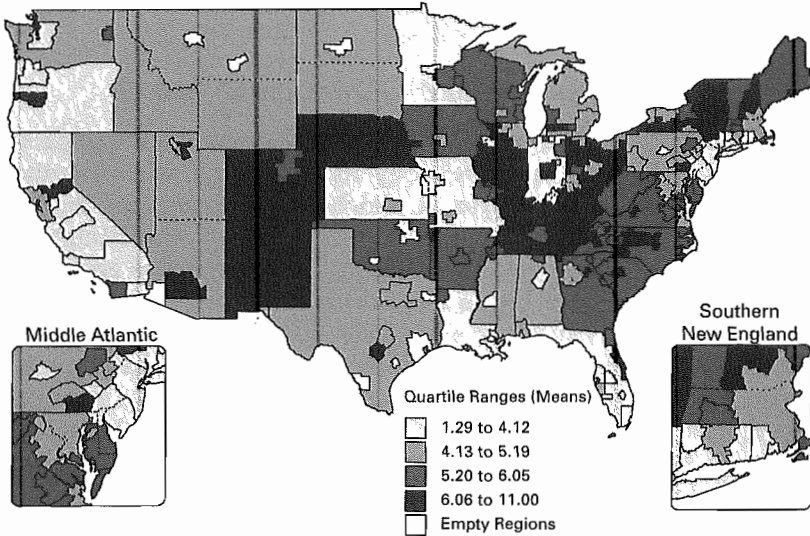 Middle Atlantic
Southern
New England
Quartile Ranges (Means)
1.29 to 4.12
4.13 to 5.19
5.20 to 6.05
6.06 to 11.00
Empty Regions